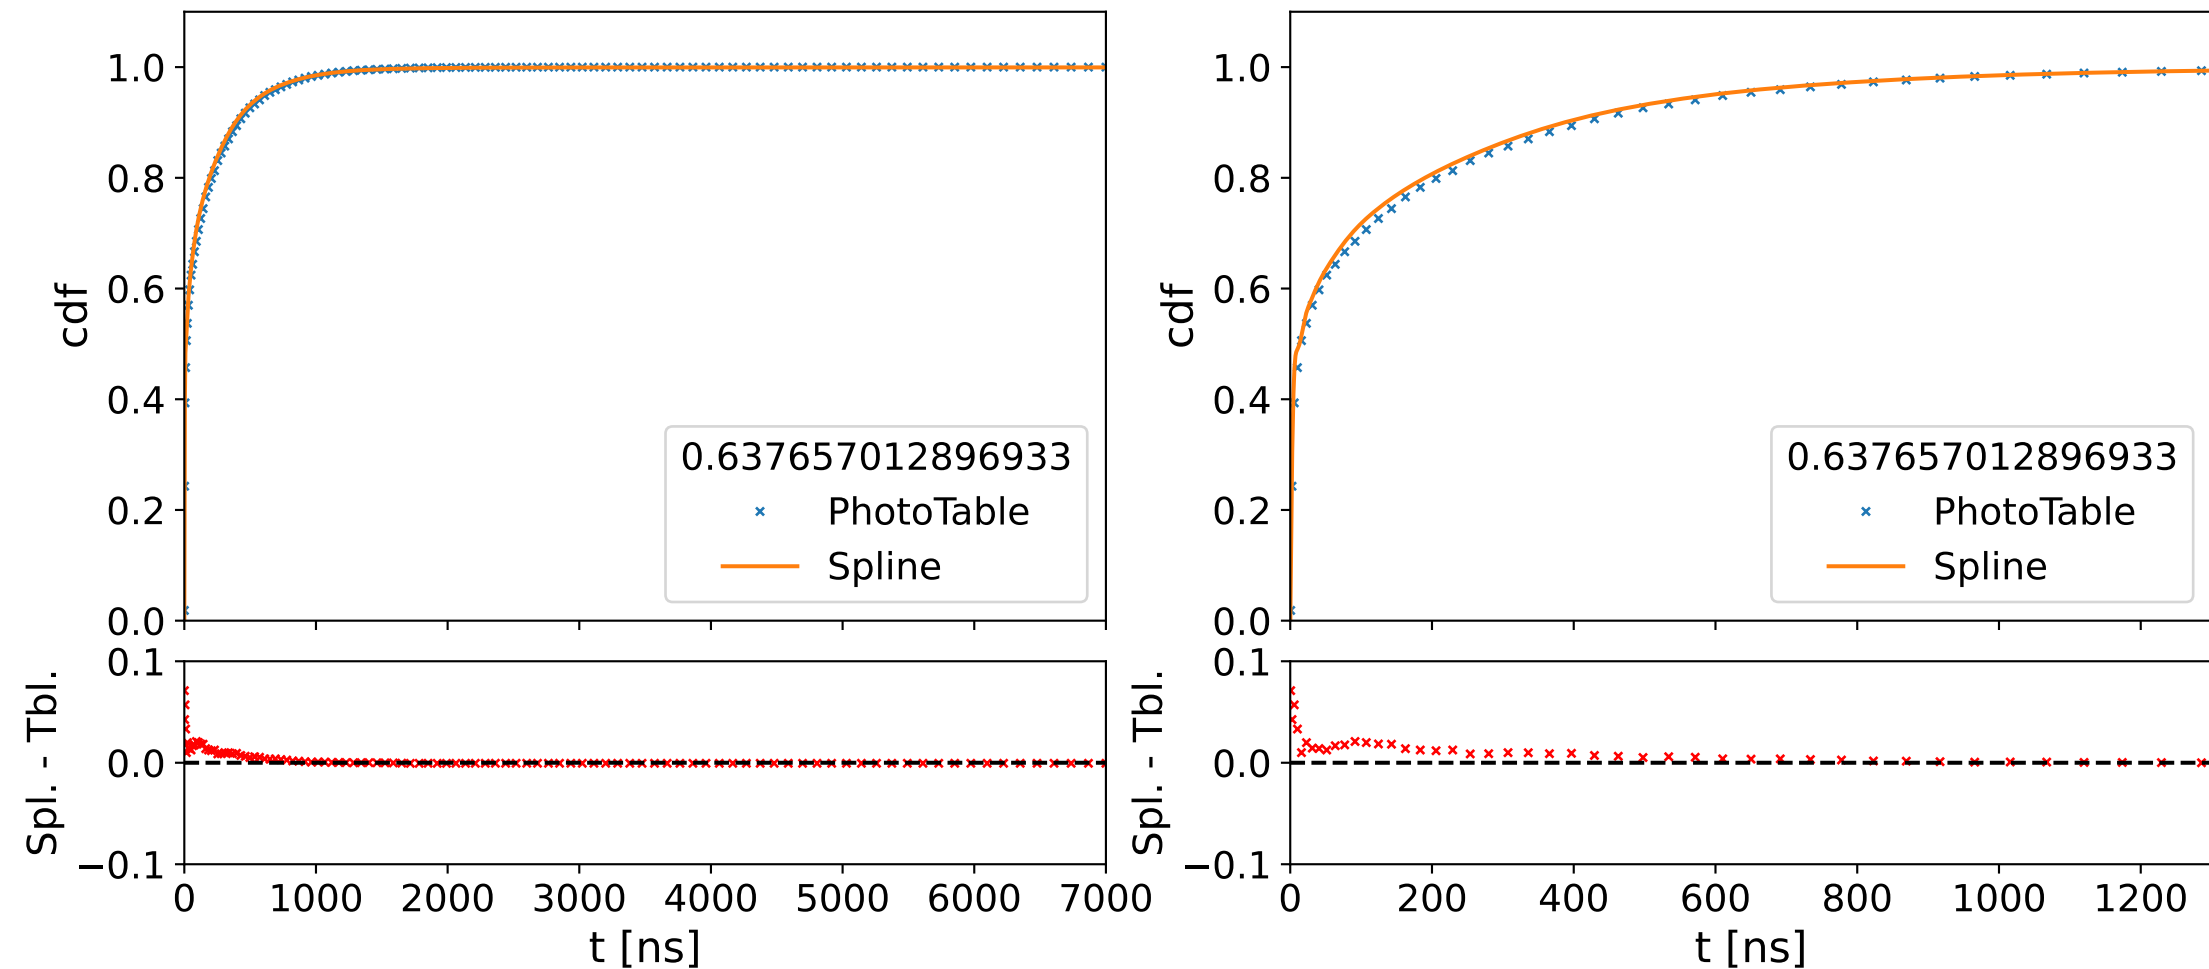 cdf
1.0
0.8
0.6
0.4
0.2
0.0
0.637657012896933
PhotoTable
Spline
Spl. - Tbl.
0.1
0.0
−0.1
0 1000 2000 3000 4000 5000 6000 7000
t [ns]
cdf
1.0
0.8
0.6
0.4
0.2
0.0
0.637657012896933
PhotoTable
Spline
Spl. - Tbl.
0.1
0.0
−0.1
0 200 400 600 800 1000 1200
t [ns]